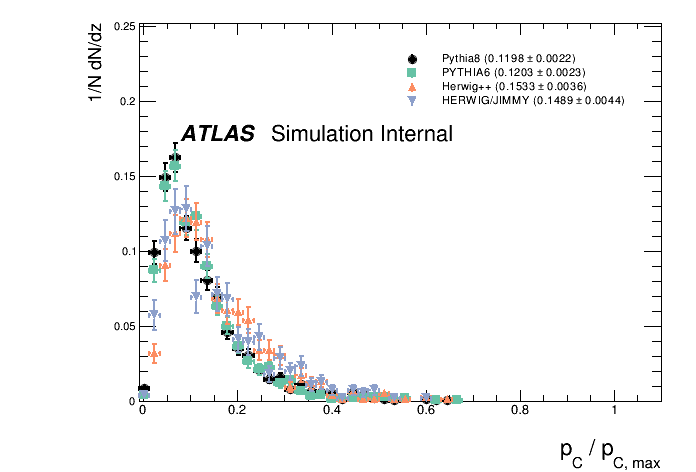 1/N dN/dz
0.25
0.2
0.15
0.1
0.05
0
Pythia8 (0.1198 ± 0.0022)
PYTHIA6 (0.1203 ± 0.0023)
Herwig++ (0.1533 ± 0.0036)
HERWIG/JIMMY (0.1489 ± 0.0044)
ATLAS Simulation Internal
0 0.2 0.4 0.6 0.8 1
p_C / p_C, max